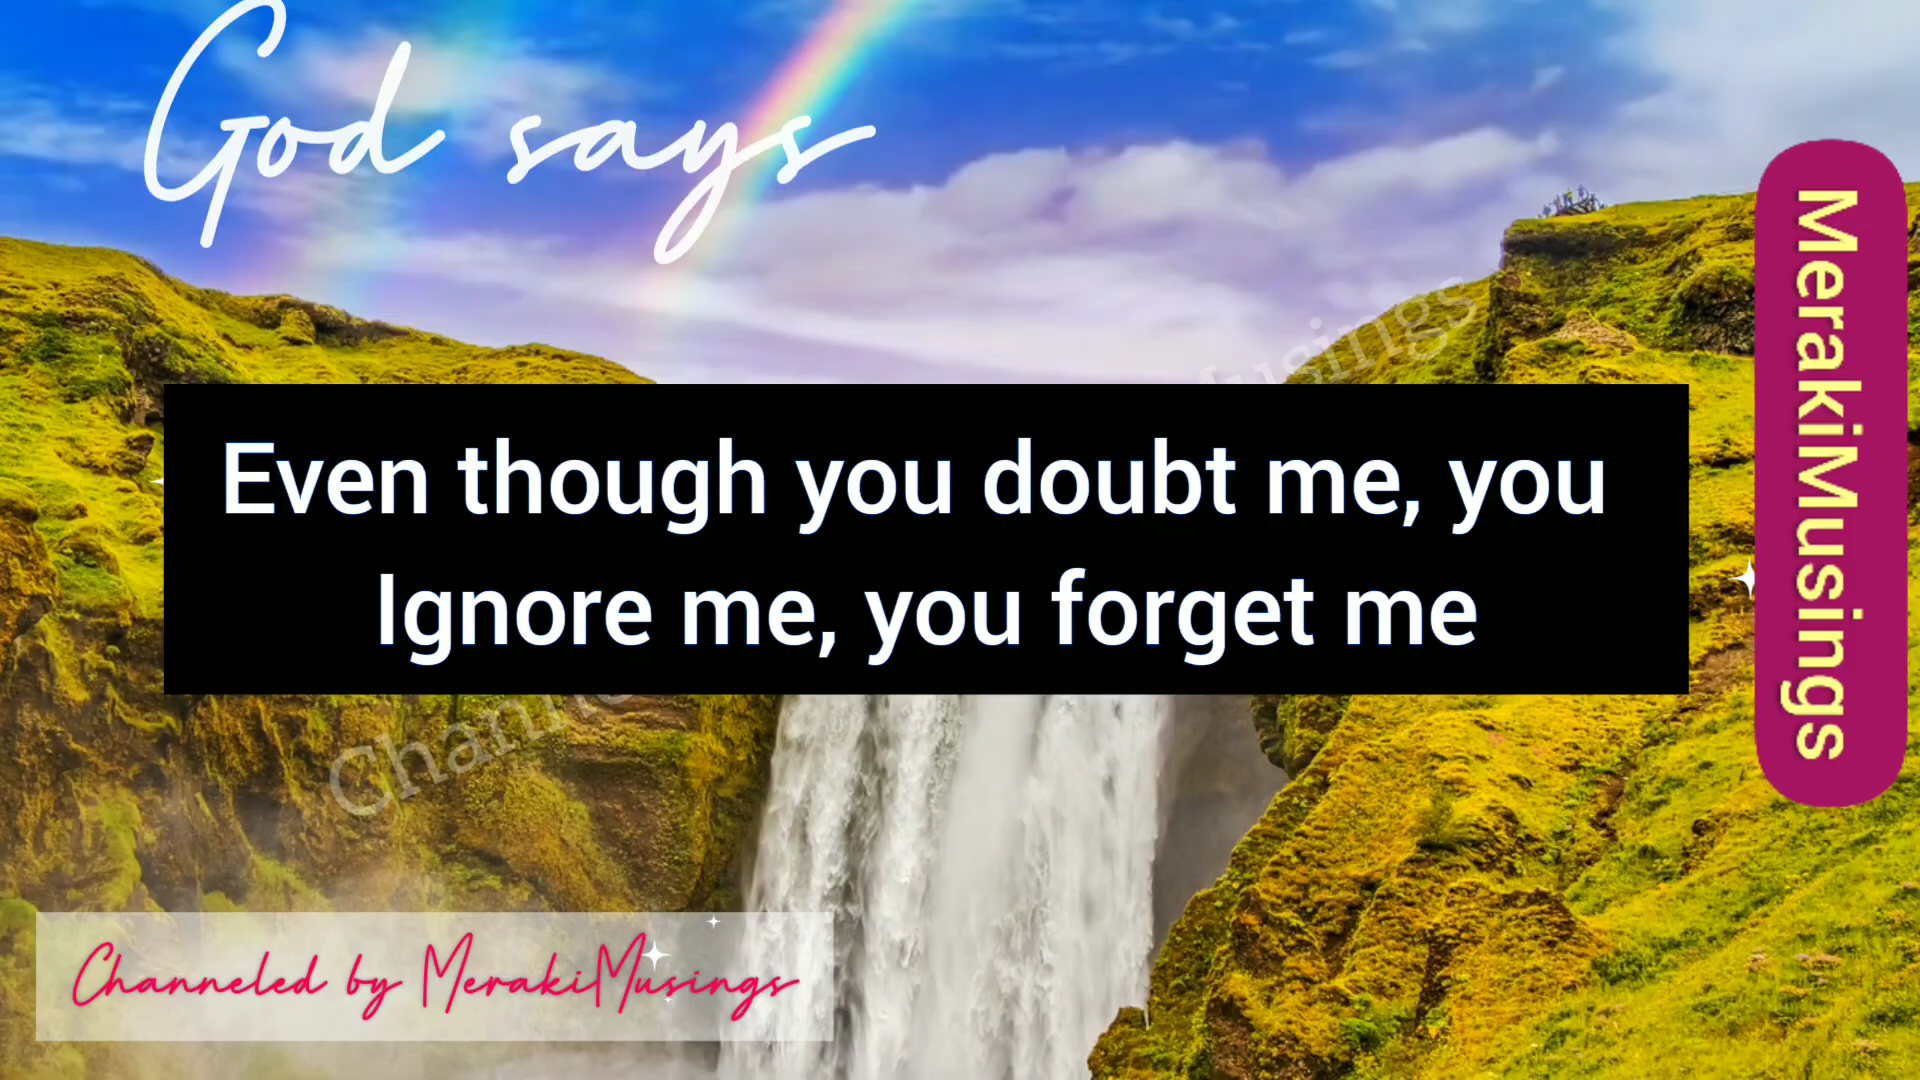 God says
MerakiMusings
Even though you doubt me, you
Ignore me, you forget me
Channeled by MerakiMusings